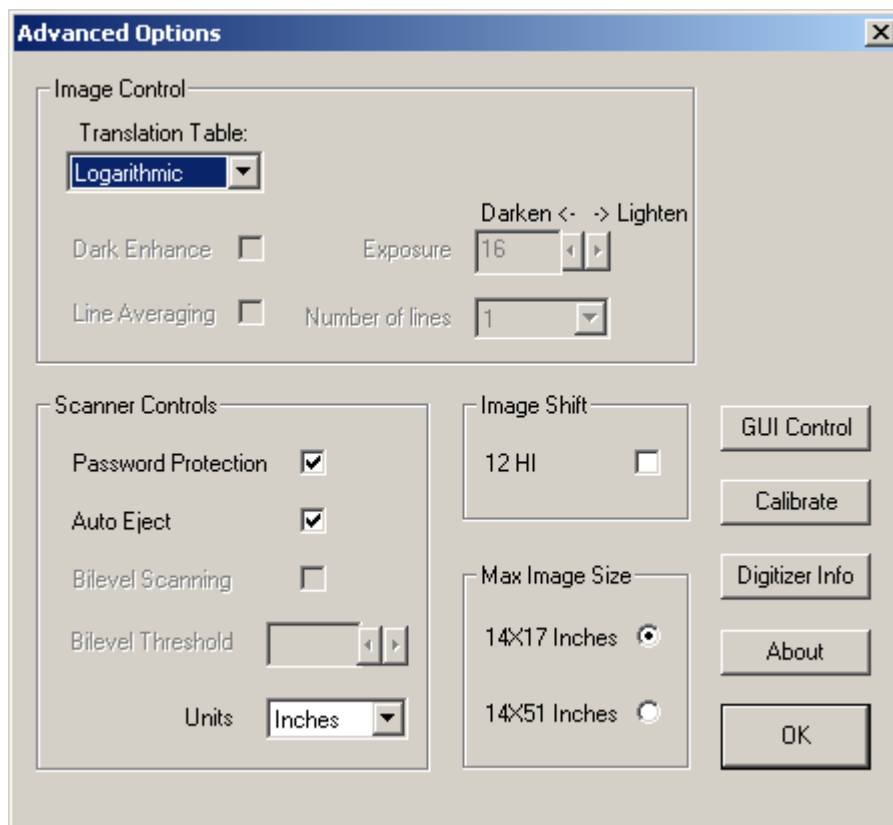 Advanced Options
Image Control
Translation Table:
Logarithmic
Darken <- -> Lighten
Dark Enhance
Exposure
16
Line Averaging
Number of lines
1
Scanner Controls
Password Protection
Auto Eject
Bilevel Scanning
Bilevel Threshold
Units
Inches
Image Shift
12 HI
Max Image Size
14X17 Inches
14X51 Inches
GUI Control
Calibrate
Digitizer Info
About
OK